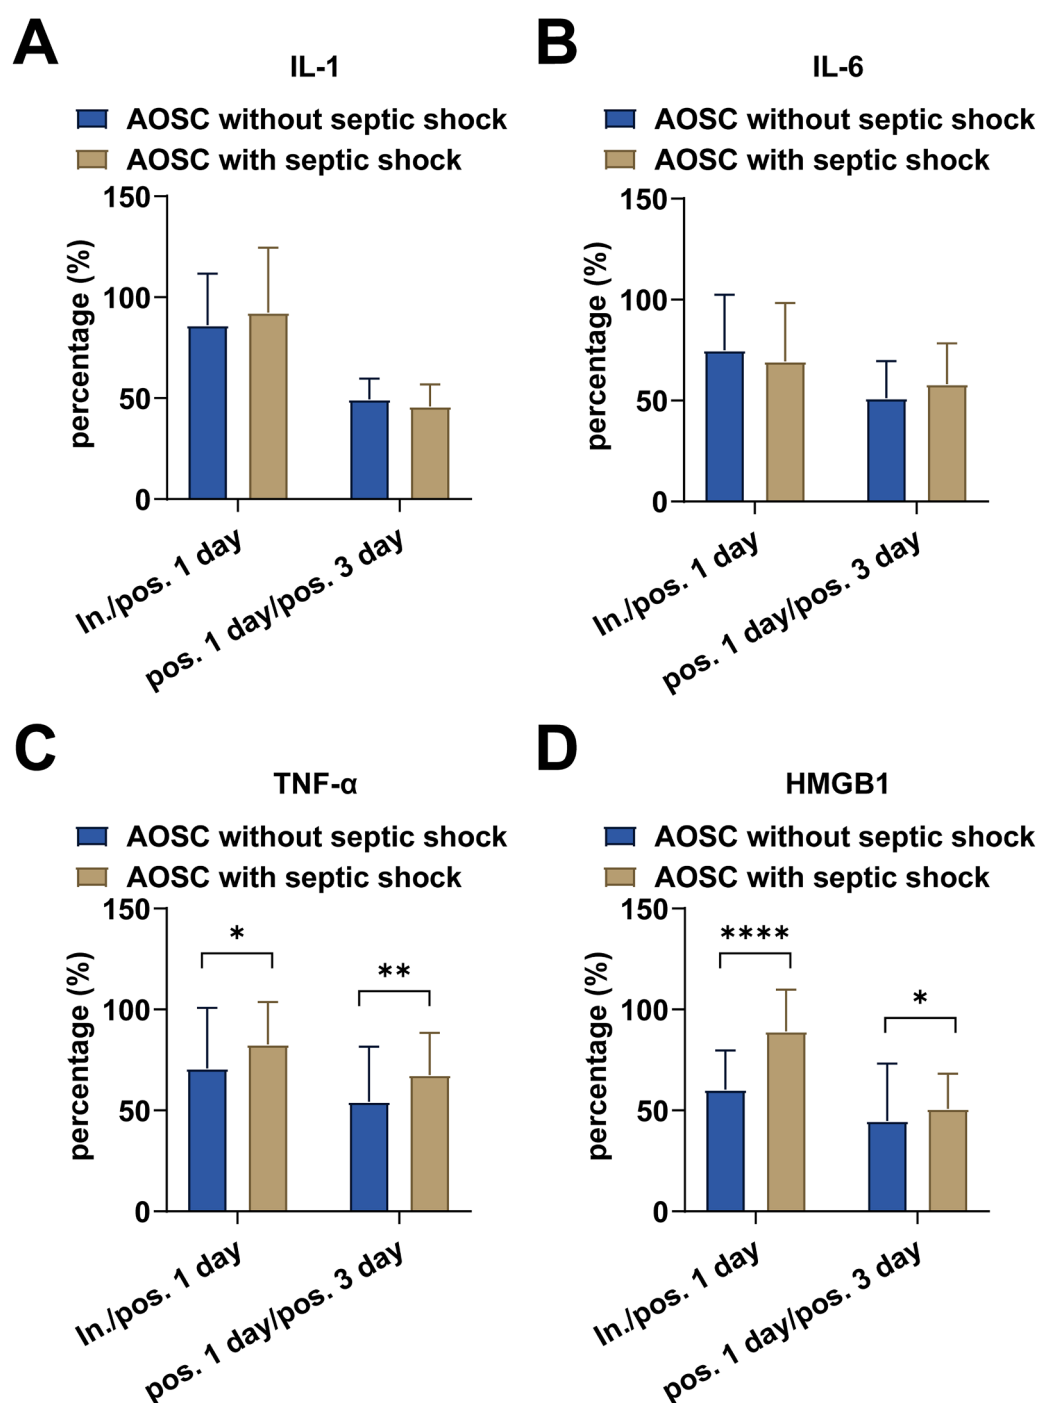 A
IL-1
AOSC without septic shock
AOSC with septic shock
150
100
50
0
percentage (%)
In./pos. 1 day
pos. 1 day/pos. 3 day
B
IL-6
AOSC without septic shock
AOSC with septic shock
150
100
50
0
percentage (%)
In./pos. 1 day
pos. 1 day/pos. 3 day
C
TNF-α
AOSC without septic shock
AOSC with septic shock
150
100
50
0
percentage (%)
*
**
In./pos. 1 day
pos. 1 day/pos. 3 day
D
HMGB1
AOSC without septic shock
AOSC with septic shock
150
100
50
0
percentage (%)
****
*
In./pos. 1 day
pos. 1 day/pos. 3 day